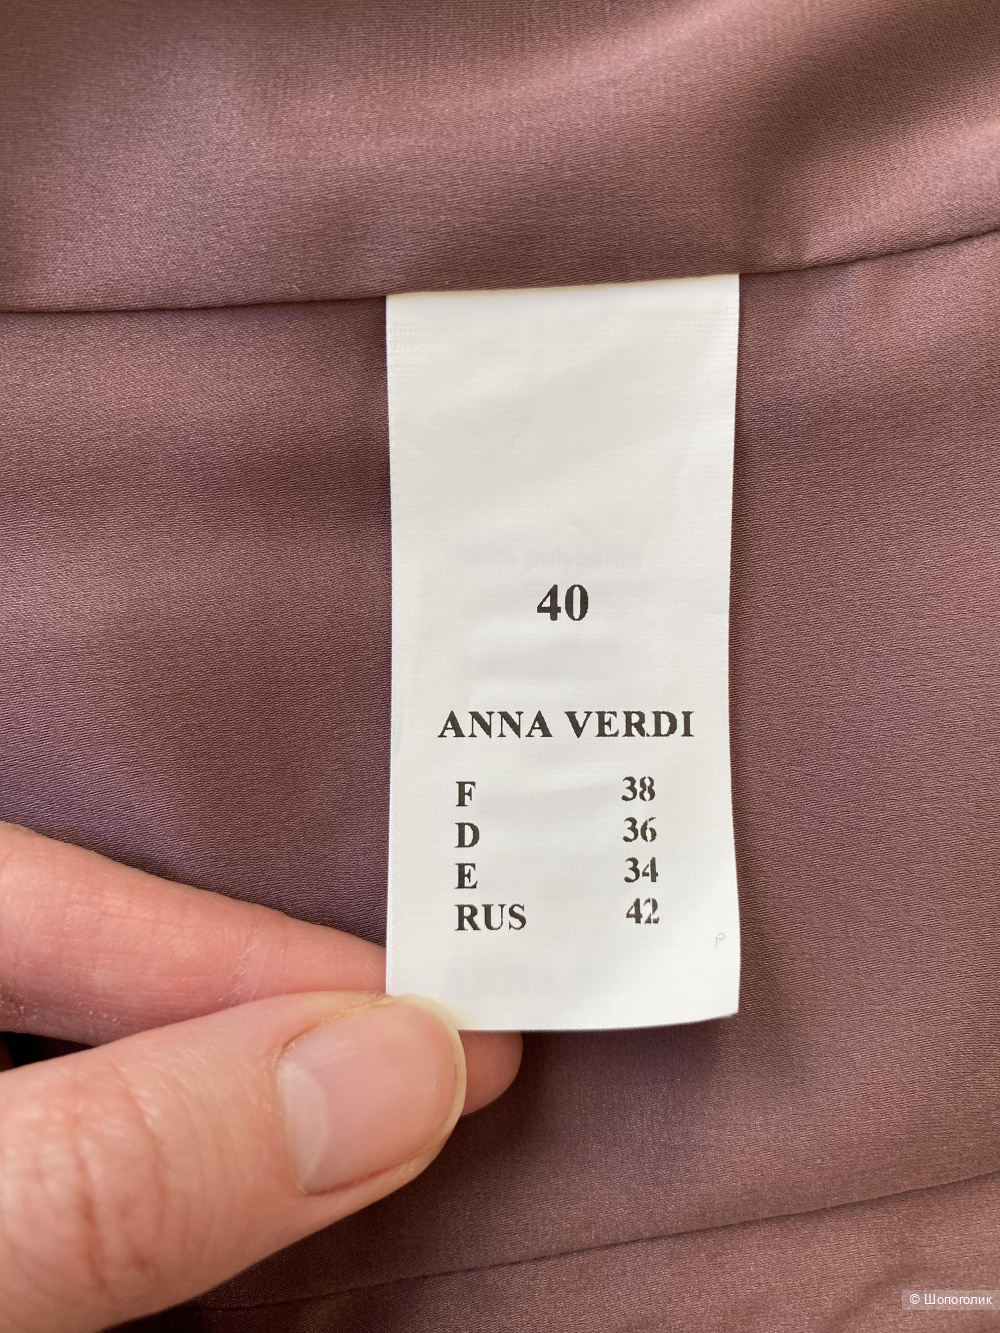 40
ANNA VERDI
F 38
D 36
E 34
RUS 42
© Шопоголик